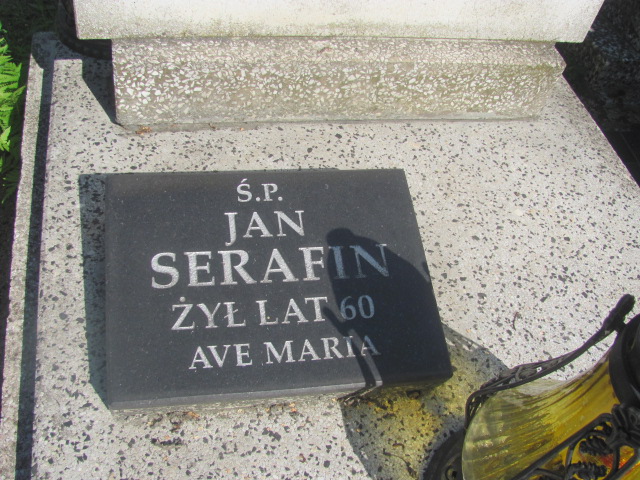 Ś.P.
JAN
SERAFIN
ŻYŁ LAT 60
AVE MARIA